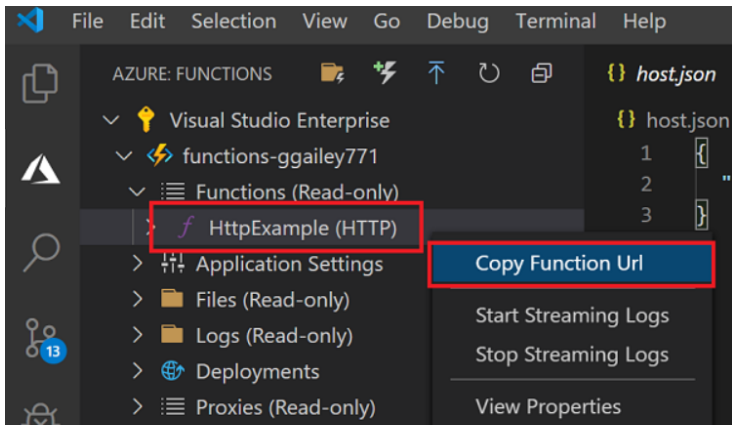 File Edit Selection View Go Debug Terminal Help
AZURE: FUNCTIONS
{} host.json
Visual Studio Enterprise
{} host.json
functions-ggailey771
1 {
Functions (Read-only)
2 "
HttpExample (HTTP)
3 }
Application Settings
Copy Function Url
Files (Read-only)
Start Streaming Logs
Logs (Read-only)
Stop Streaming Logs
13
Deployments
Proxies (Read-only)
View Properties